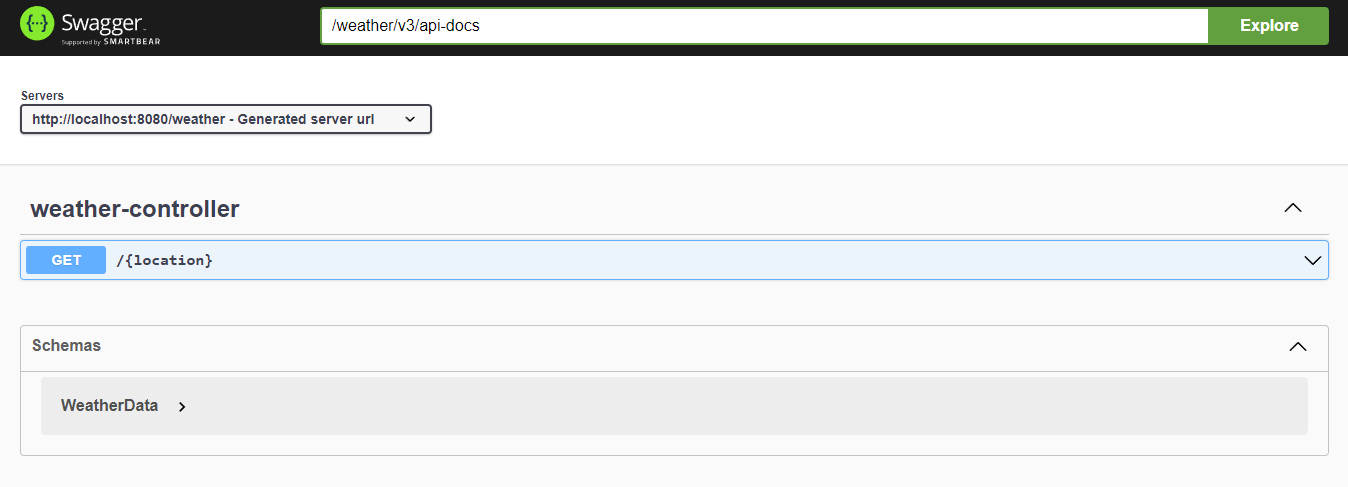 Swagger
Supported by SMARTBEAR
/weather/v3/api-docs
Explore
Servers
http://localhost:8080/weather - Generated server url
weather-controller
GET /{location}
Schemas
WeatherData